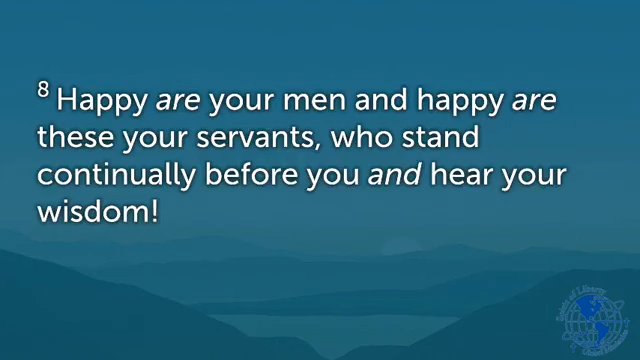 8 Happy are your men and happy are
these your servants, who stand
continually before you and hear your
wisdom!